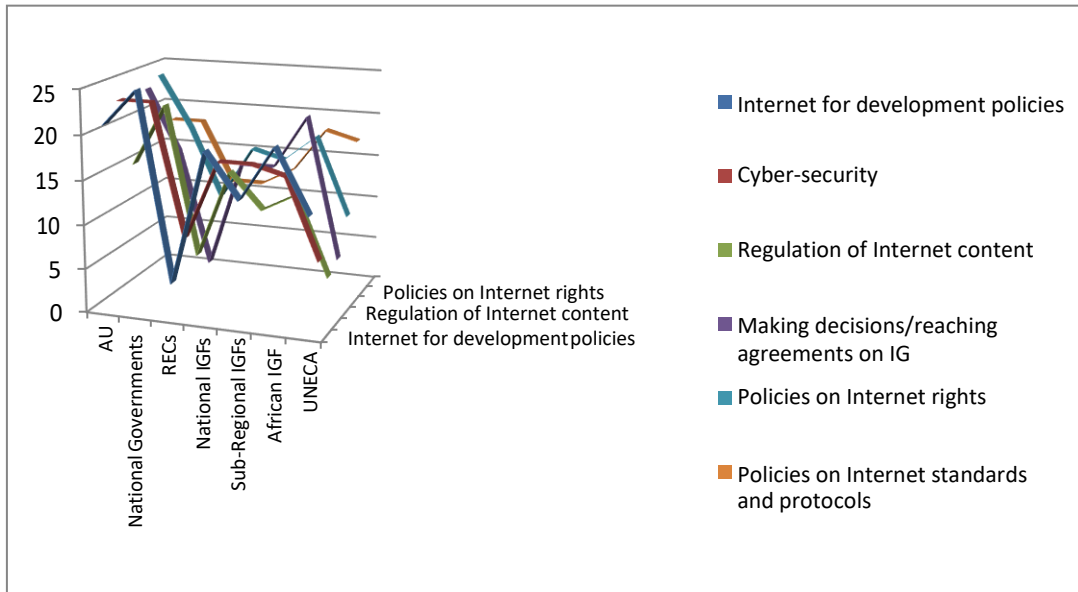 25
20
15
10
5
0
AU
National Governments
RECs
National IGFs
Sub-Regional IGFs
African IGF
UNECA
Policies on Internet rights
Regulation of Internet content
Internet for development policies
Internet for development policies
Cyber-security
Regulation of Internet content
Making decisions/reaching
agreements on IG
Policies on Internet rights
Policies on Internet standards
and protocols